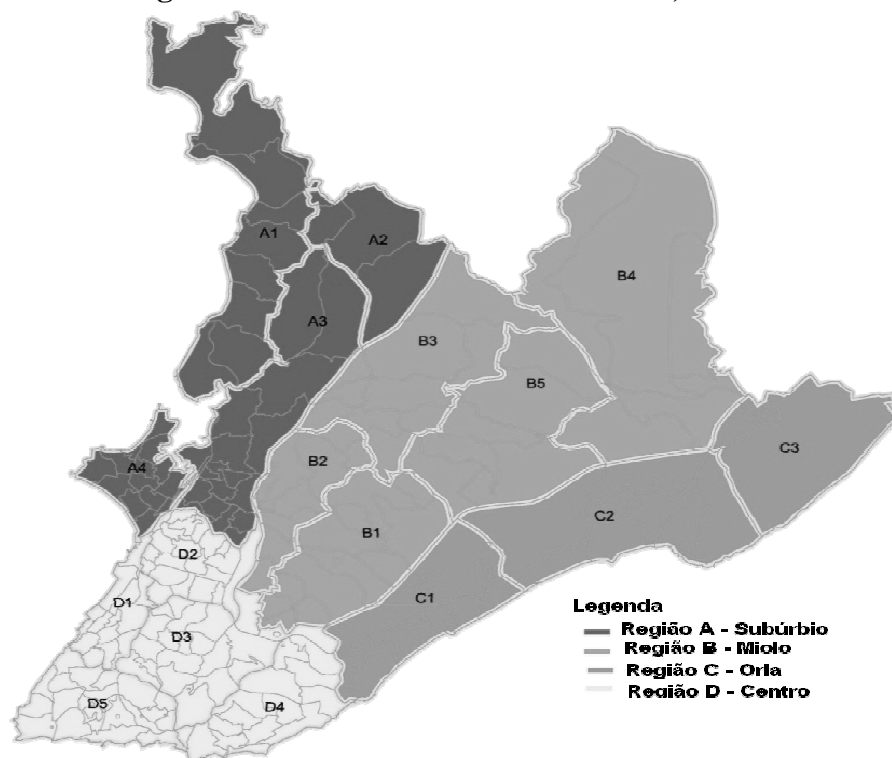 A1
A2
A3
B4
B3
B5
A4
B2
C3
B1
C2
D2
C1
D1
D3
D5
D4
Legenda
Região A - Subúrbio
Região B - Miolo
Região C - Orla
Região D - Centro